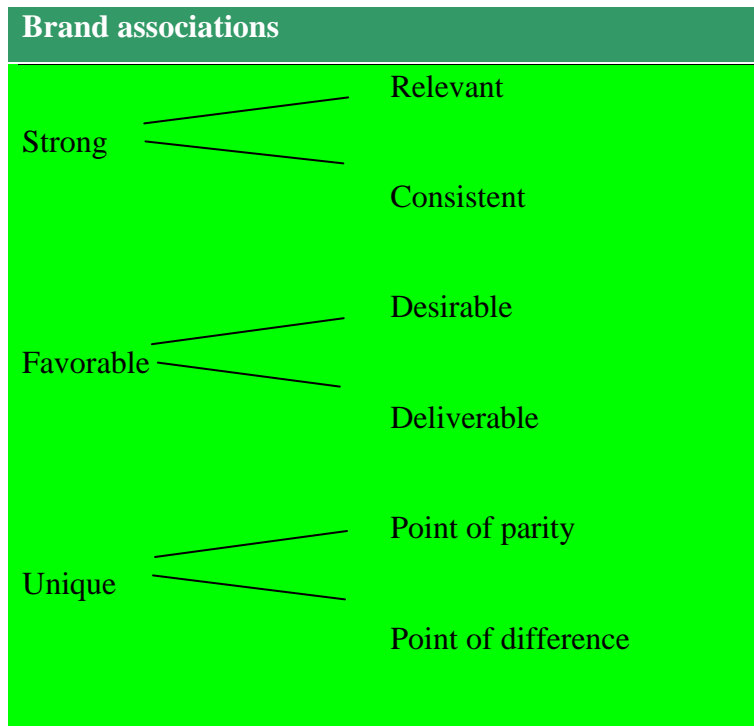 Brand associations
Relevant
Strong
Consistent
Desirable
Favorable
Deliverable
Point of parity
Unique
Point of difference